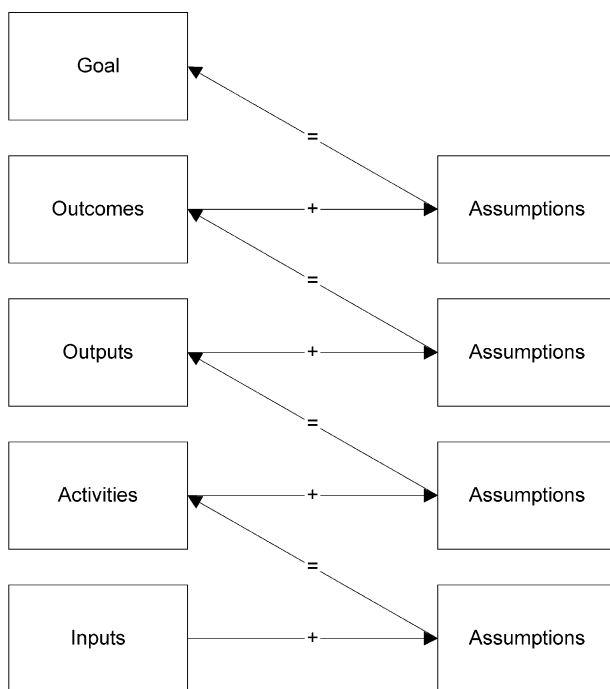 Goal
=
Outcomes + Assumptions
=
Outputs + Assumptions
=
Activities + Assumptions
=
Inputs + Assumptions